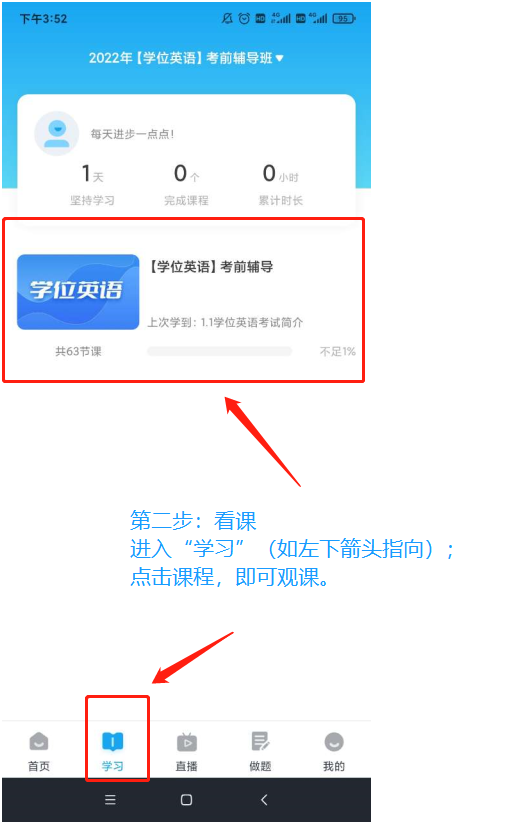 下午3:52
HD 4G HD 4G 95
2022年【学位英语】考前辅导班
每天进步一点点！
1天 0个 0小时
坚持学习 完成课程 累计时长
【学位英语】考前辅导
学位英语
上次学到：1.1学位英语考试简介
共63节课 不足1%
第二步：看课
进入“学习”（如左下箭头指向）；
点击课程，即可观课。
首页 学习 直播 做题 我的